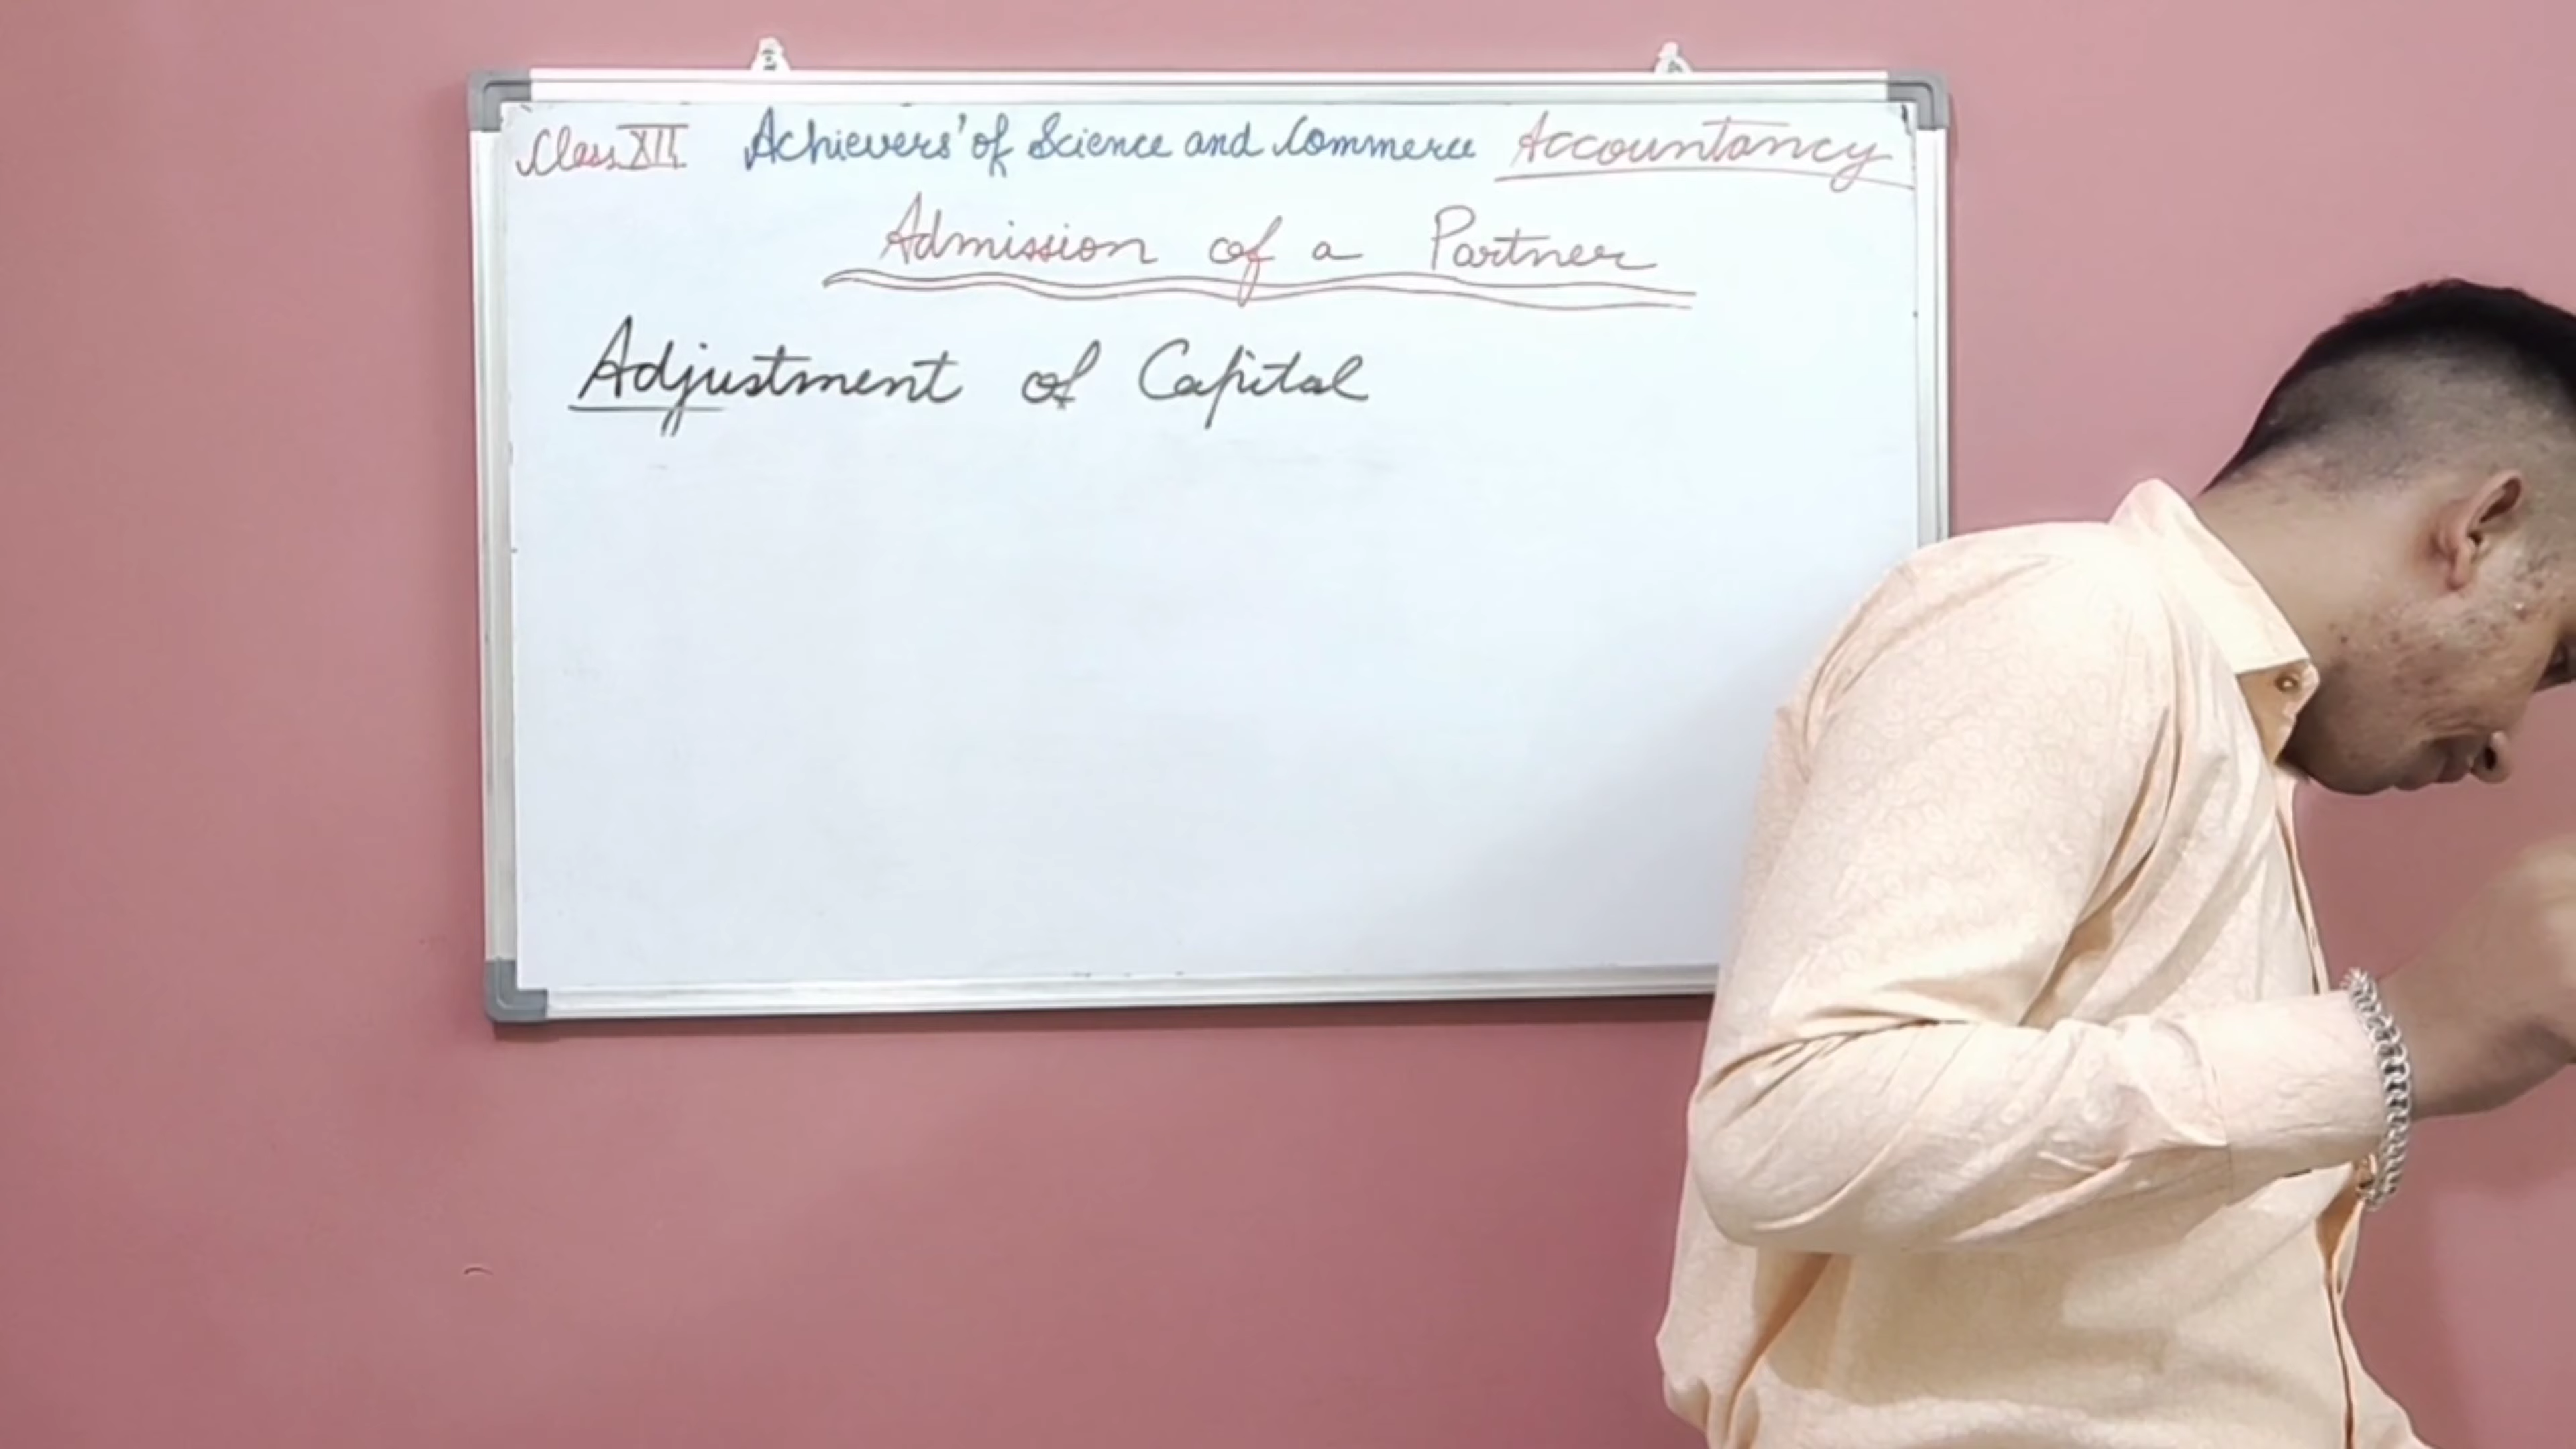 Class XII Achievers' of Science and Commerce Accountancy
Admission of a Partner
Adjustment of Capital